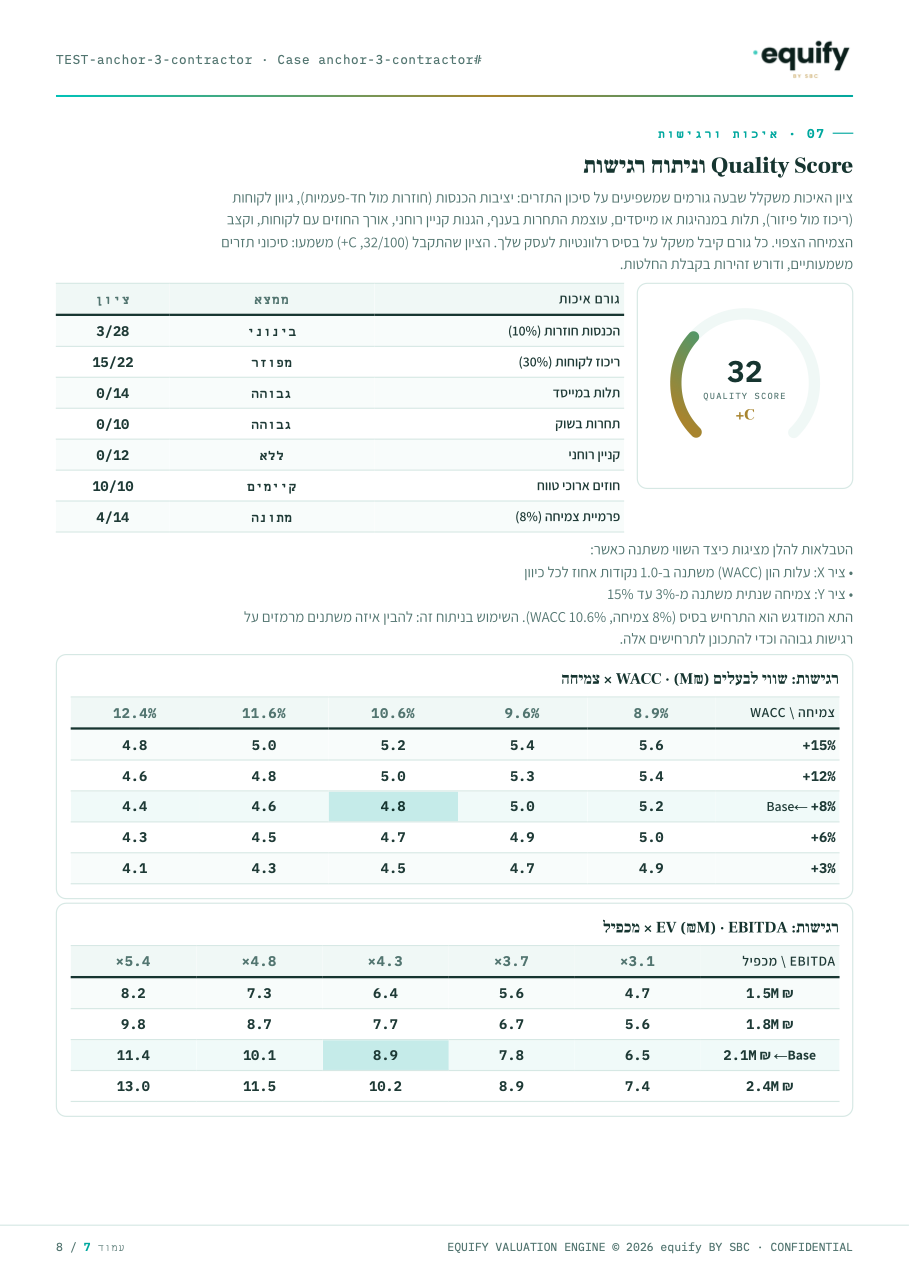 TEST-anchor-3-contractor · Case anchor-3-contractor#
equify
BY SBC
07 · איכות ורגישות
Quality Score וניתוח רגישות
ציון האיכות משקלל שבעה גורמים שמשפיעים על סיכון התזרים: יציבות הכנסות (חוזרות מול חד-פעמיות), גיוון לקוחות
(ריכוז מול פיזור), תלות במנהיגות או מייסדים, עוצמת התחרות בענף, הגנות קניין רוחני, אורך החוזים עם לקוחות, וקצב
הצמיחה הצפוי. כל גורם קיבל משקל על בסיס רלוונטיות לעסק שלך. הציון שהתקבל (32/100, C+) משמעו: סיכוני תזרים
משמעותיים, ודורש זהירות בקבלת החלטות.
32
QUALITY SCORE
+C
גורם איכות ממצא ציון
הכנסות חוזרות (10%) בינוני 3/28
ריכוז לקוחות (30%) מפוזר 15/22
תלות במייסד גבוהה 0/14
תחרות בשוק גבוהה 0/10
קניין רוחני ללא 0/12
חוזים ארוכי טווח קיימים 10/10
פרמיית צמיחה (8%) מתונה 4/14
הטבלאות להלן מציגות כיצד השווי משתנה כאשר:
• ציר X: עלות הון (WACC) משתנה ב-1.0 נקודות אחוז לכל כיוון
• ציר Y: צמיחה שנתית משתנה מ-3% עד 15%
התא המודגש הוא התרחיש בסיס (8% צמיחה, WACC 10.6%). השימוש בניתוח זה: להבין איזה משתנים מרמזים על
רגישות גבוהה וכדי להתכונן לתרחישים אלה.
רגישות: שווי לבעלים (₪M) · WACC × צמיחה
צמיחה \ WACC 8.9% 9.6% 10.6% 11.6% 12.4%
+15% 5.6 5.4 5.2 5.0 4.8
+12% 5.4 5.3 5.0 4.8 4.6
+8% ←Base 5.2 5.0 4.8 4.6 4.4
+6% 5.0 4.9 4.7 4.5 4.3
+3% 4.9 4.7 4.5 4.3 4.1
רגישות: EV (₪M) · EBITDA × מכפיל
EBITDA \ מכפיל ×3.1 ×3.7 ×4.3 ×4.8 ×5.4
1.5M ₪ 4.7 5.6 6.4 7.3 8.2
1.8M ₪ 5.6 6.7 7.7 8.7 9.8
2.1M ₪ ←Base 6.5 7.8 8.9 10.1 11.4
2.4M ₪ 7.4 8.9 10.2 11.5 13.0
EQUIFY VALUATION ENGINE © 2026 equify BY SBC · CONFIDENTIAL
עמוד 7 / 8